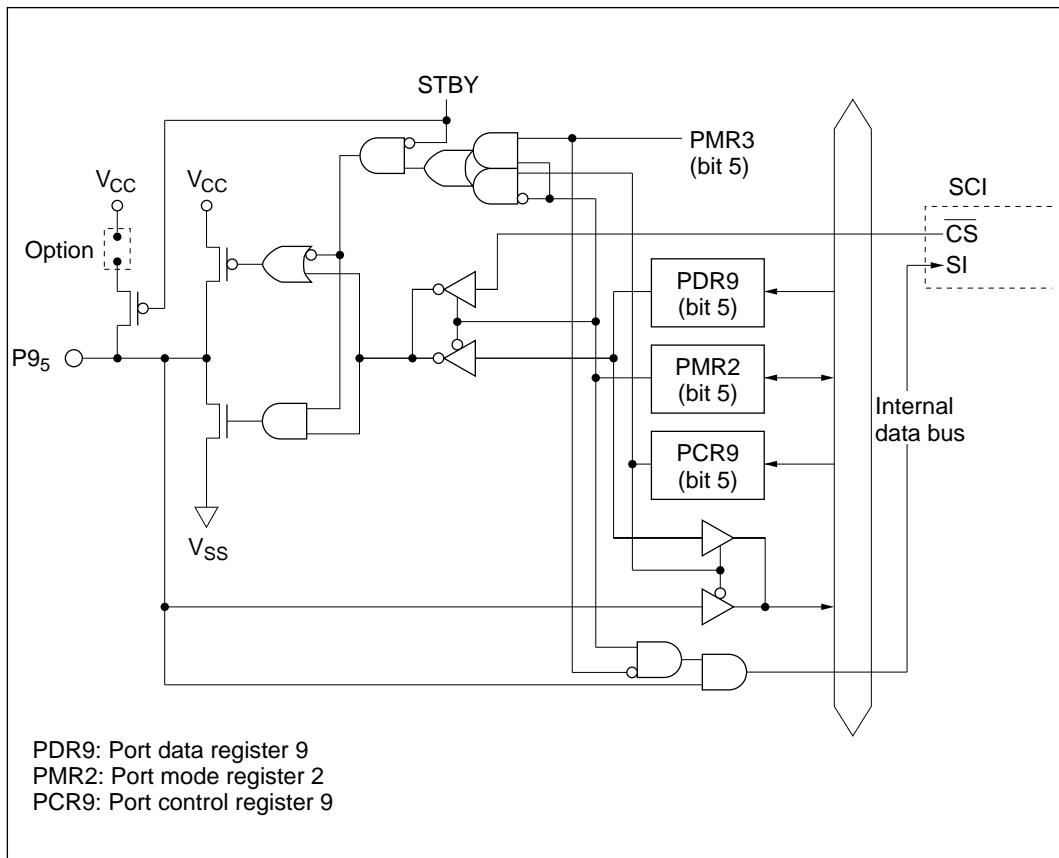 STBY
PMR3
(bit 5)
VCC
VCC
SCI
Option
CS
SI
PDR9
(bit 5)
P95
PMR2
(bit 5)
Internal
data bus
PCR9
(bit 5)
VSS
PDR9: Port data register 9
PMR2: Port mode register 2
PCR9: Port control register 9